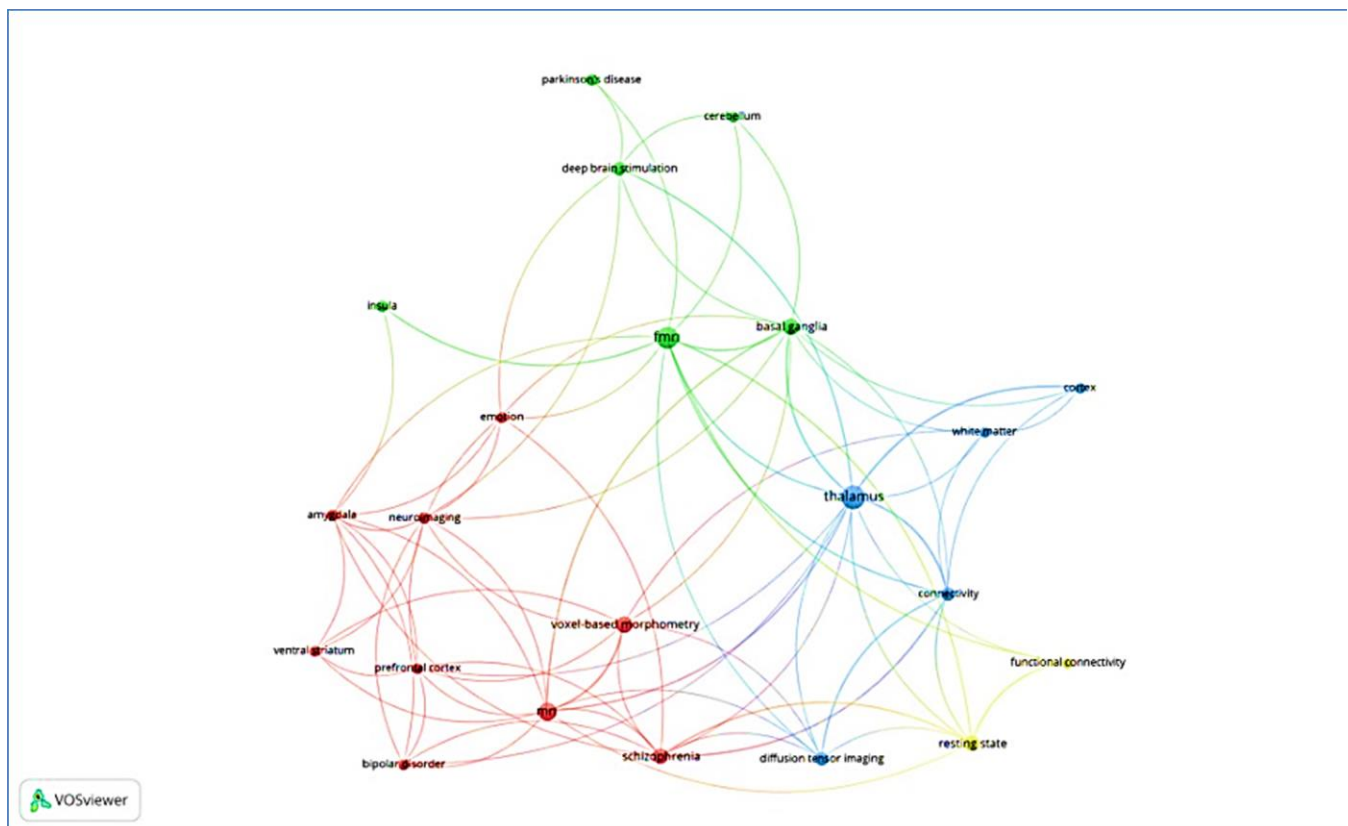 parkinson's disease
cerebellum
deep brain stimulation
insula
fmri
basal ganglia
cortex
emotion
white matter
thalamus
amygdala
neuroimaging
connectivity
voxel-based morphometry
ventral striatum
prefrontal cortex
functional connectivity
mri
resting state
schizophrenia
diffusion tensor imaging
bipolar disorder
VOSviewer